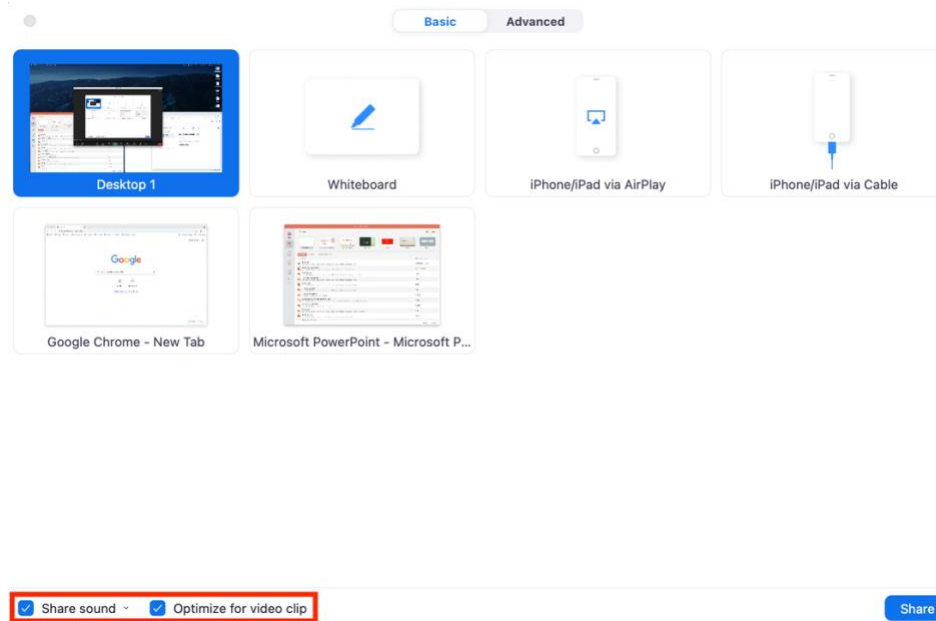 Basic Advanced
Desktop 1
Whiteboard
iPhone/iPad via AirPlay
iPhone/iPad via Cable
Google
Google Chrome - New Tab
Microsoft PowerPoint - Microsoft P...
Share sound
Optimize for video clip
Share